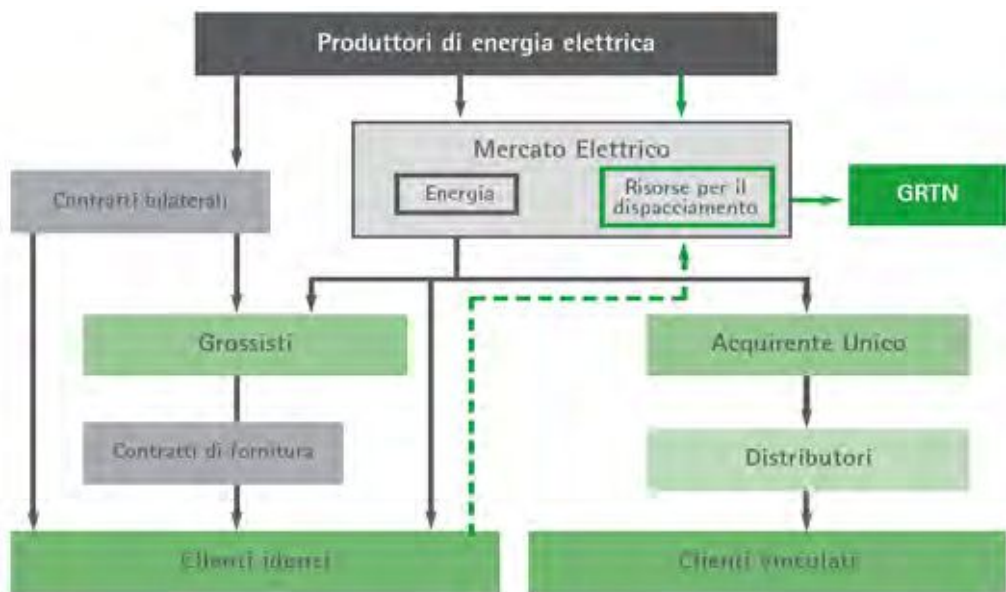 Produttori di energia elettrica
Mercato Elettrico
Contratti bilaterali
Energia
Risorse per il
dispacciamento
GRTN
Grossisti
Acquirente Unico
Contratti di fornitura
Distributori
Clienti idonei
Clienti vincolati